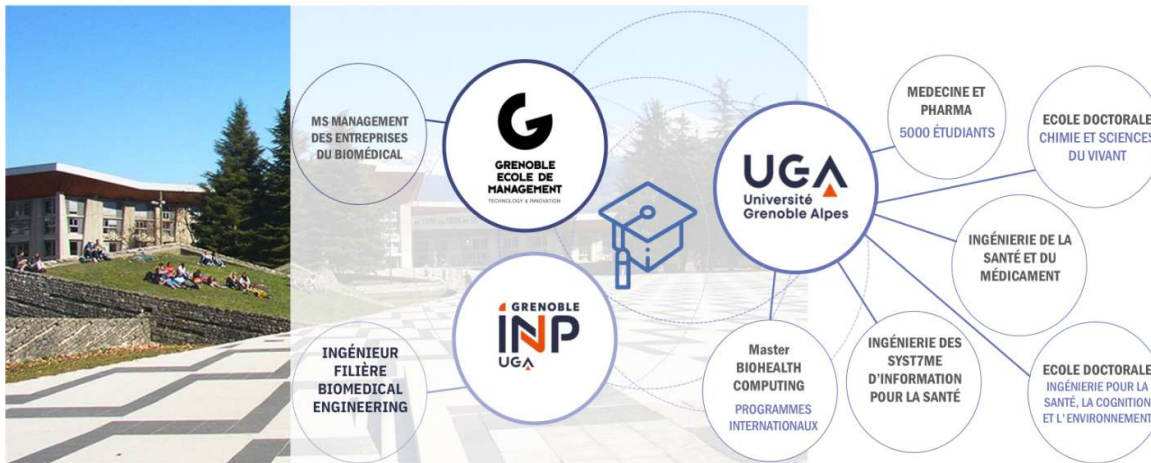 MS MANAGEMENT
DES ENTREPRISES
DU BIOMÉDICAL
GRENOBLE
ECOLE DE
MANAGEMENT
TECHNOLOGY & INNOVATION
GRENOBLE
INP
UGA
INGÉNIEUR
FILIÈRE
BIOMEDICAL
ENGINEERING
UGA
Université
Grenoble Alpes
MEDECINE ET
PHARMA
5000 ÉTUDIANTS
ECOLE DOCTORALE
CHIMIE ET SCIENCES
DU VIVANT
INGÉNIERIE DE LA
SANTÉ ET DU
MÉDICAMENT
Master
BIOHEALTH
COMPUTING
PROGRAMMES
INTERNATIONAUX
INGÉNIERIE DES
SYST7ME
D'INFORMATION
POUR LA SANTÉ
ECOLE DOCTORALE
INGÉNIERIE POUR LA
SANTÉ, LA COGNITION
ET L'ENVIRONNEMENT